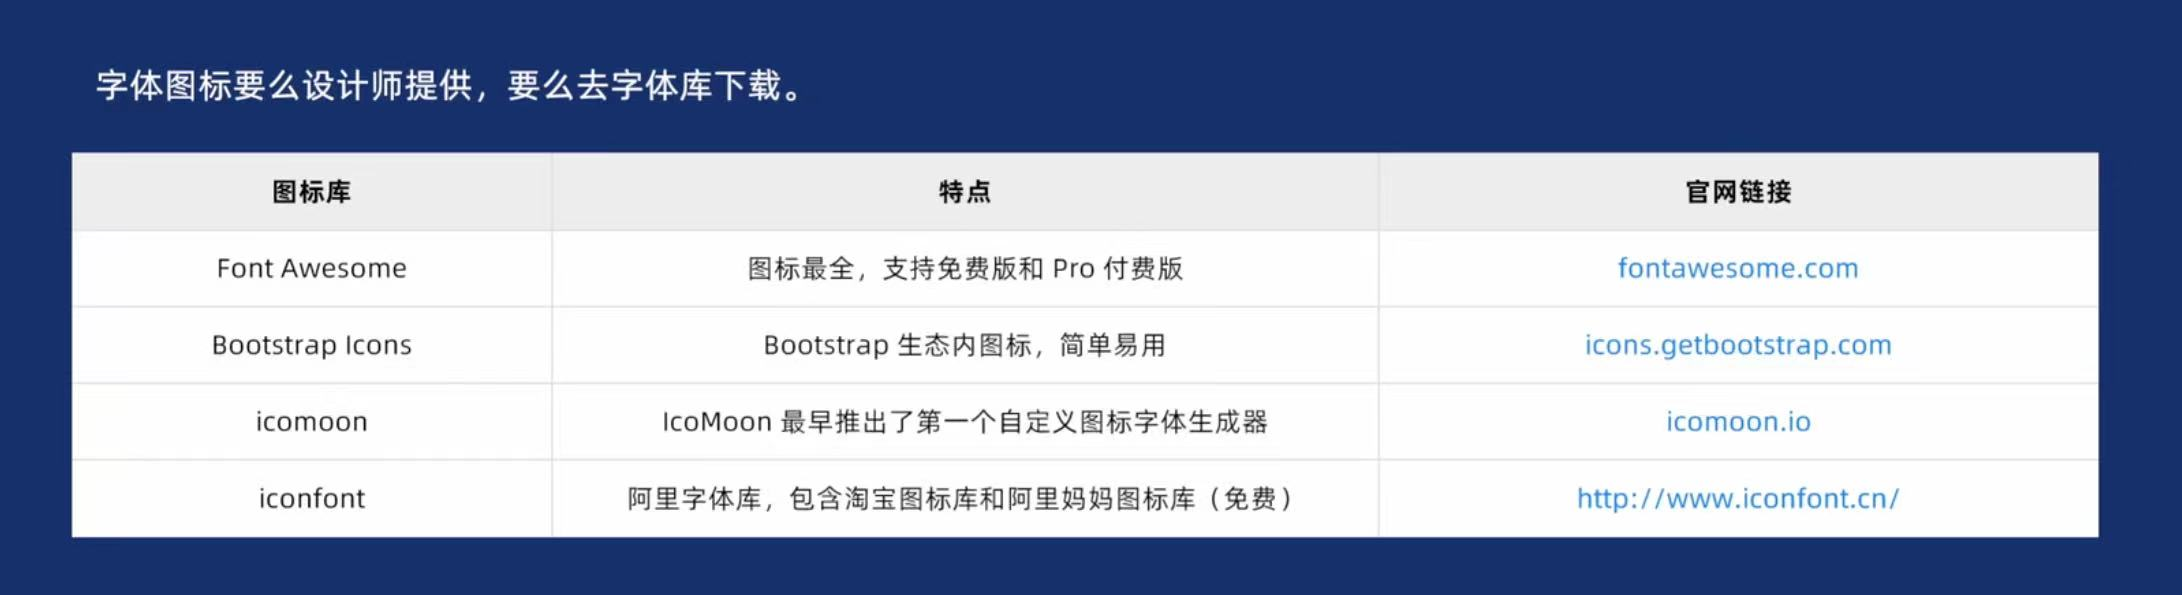 字体图标要么设计师提供，要么去字体库下载。
图标库 特点 官网链接
Font Awesome 图标最全，支持免费版和 Pro 付费版 fontawesome.com
Bootstrap Icons Bootstrap 生态内图标，简单易用 icons.getbootstrap.com
icomoon IcoMoon 最早推出了第一个自定义图标字体生成器 icomoon.io
iconfont 阿里字体库，包含淘宝图标库和阿里妈妈图标库（免费） http://www.iconfont.cn/